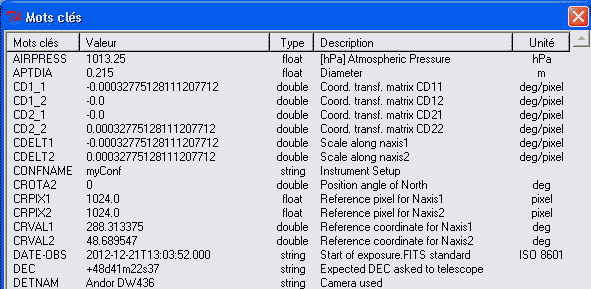 Mots clés
Mots clés Valeur Type Description Unité
AIRPRESS 1013.25 float [hPa] Atmospheric Pressure hPa
APTDIA 0.215 float Diameter m
CD1_1 -0.00032775128111207712 double Coord. transf. matrix CD11 deg/pixel
CD1_2 -0.0 double Coord. transf. matrix CD12 deg/pixel
CD2_1 -0.0 double Coord. transf. matrix CD21 deg/pixel
CD2_2 0.00032775128111207712 double Coord. transf. matrix CD22 deg/pixel
CDELT1 -0.00032775128111207712 double Scale along naxis1 deg/pixel
CDELT2 0.00032775128111207712 double Scale along naxis2 deg/pixel
CONFNAME myConf string Instrument Setup
CROTA2 0 double Position angle of North deg
CRPIX1 1024.0 float Reference pixel for Naxis1 pixel
CRPIX2 1024.0 float Reference pixel for Naxis2 pixel
CRVAL1 288.313375 double Reference coordinate for Naxis1 deg
CRVAL2 48.689547 double Reference coordinate for Naxis2 deg
DATE-OBS 2012-12-21T13:03:52.000 string Start of exposure.FITS standard ISO 8601
DEC +48d41m22s37 string Expected DEC asked to telescope
DETNAM Andor DW436 string Camera used